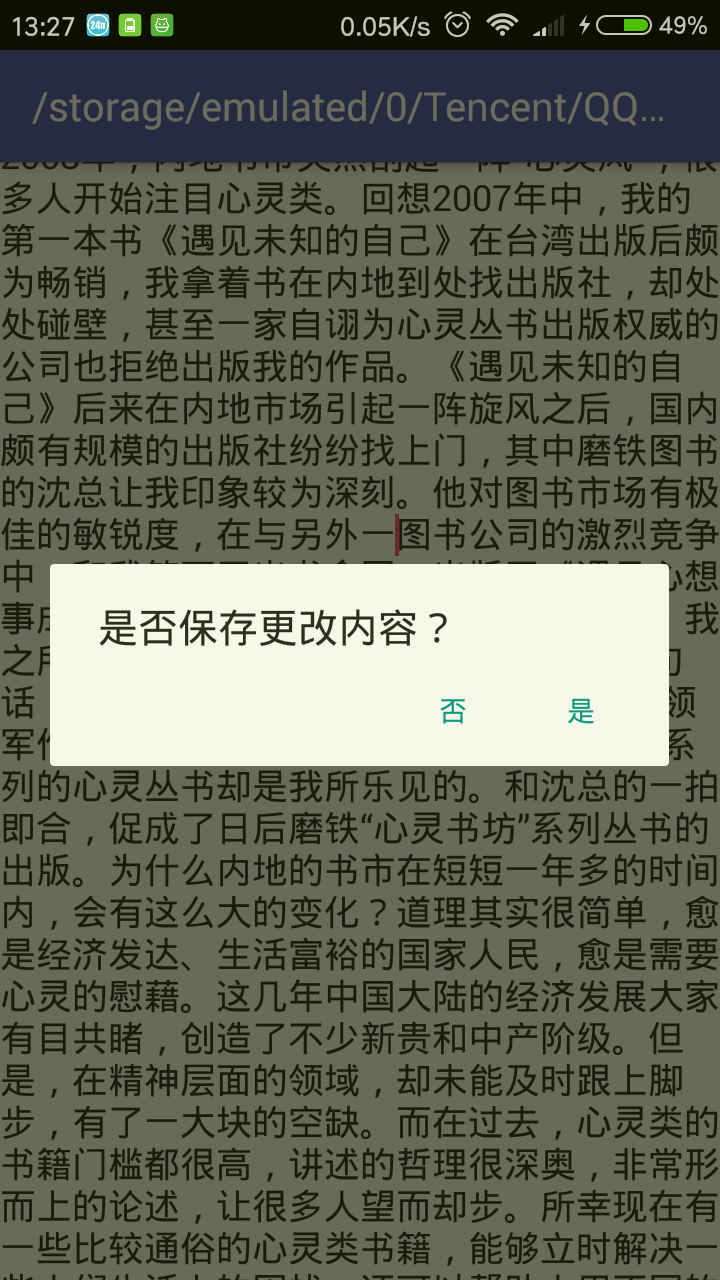 13:27
0.05K/s
49%
/storage/emulated/0/Tencent/QQ...
多人开始注目心灵类。回想2007年中，我的
第一本书《遇见未知的自己》在台湾出版后颇
为畅销，我拿着书在内地到处找出版社，却处
处碰壁，甚至一家自诩为心灵丛书出版权威的
公司也拒绝出版我的作品。《遇见未知的自
己》后来在内地市场引起一阵旋风之后，国内
颇有规模的出版社纷纷找上门，其中磨铁图书
的沈总让我印象较为深刻。他对图书市场有极
佳的敏锐度，在与另外一图书公司的激烈竞争
中 心想
事 我
是否保存更改内容？
之
话 领
否 是
军 系
列的心灵丛书却是我所乐见的。和沈总的一拍
即合，促成了日后磨铁“心灵书坊”系列丛书的
出版。为什么内地的书市在短短一年多的时间
内，会有这么大的变化？道理其实很简单，愈
是经济发达、生活富裕的国家人民，愈是需要
心灵的慰藉。这几年中国大陆的经济发展大家
有目共睹，创造了不少新贵和中产阶级。但
是，在精神层面的领域，却未能及时跟上脚
步，有了一大块的空缺。而在过去，心灵类的
书籍门槛都很高，讲述的哲理很深奥，非常形
而上的论述，让很多人望而却步。所幸现在有
一些比较通俗的心灵类书籍，能够立时解决一